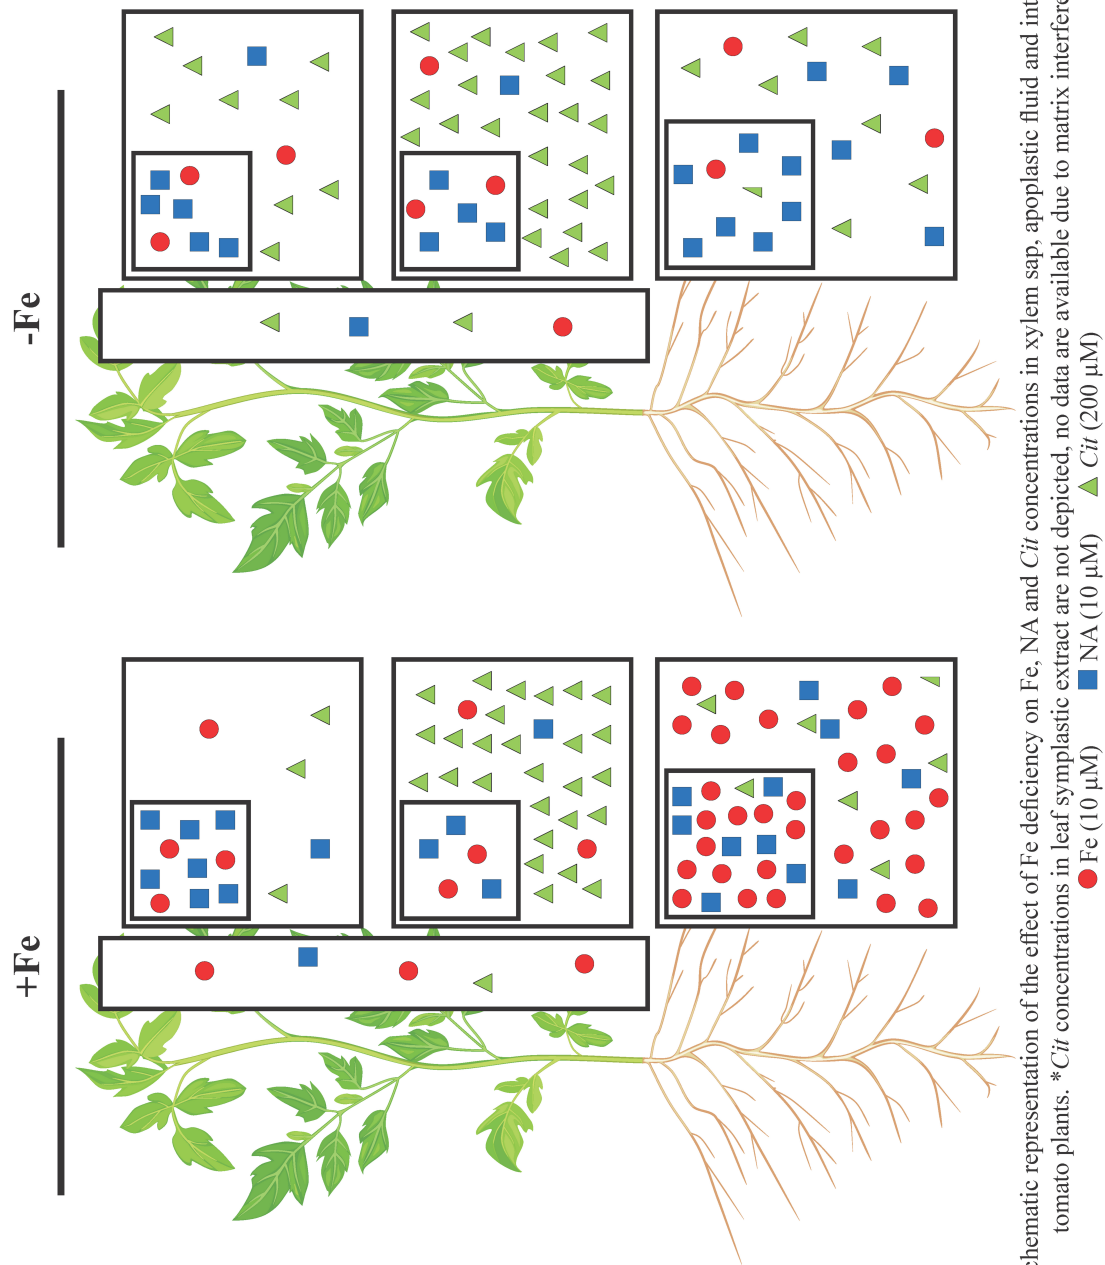 +Fe
-Fe
chematic representation of the effect of Fe deficiency on Fe, NA and Cit concentrations in xylem sap, apoplastic fluid and int
tomato plants. *Cit concentrations in leaf symplastic extract are not depicted, no data are available due to matrix interfere
Fe (10 µM) NA (10 µM) Cit (200 µM)